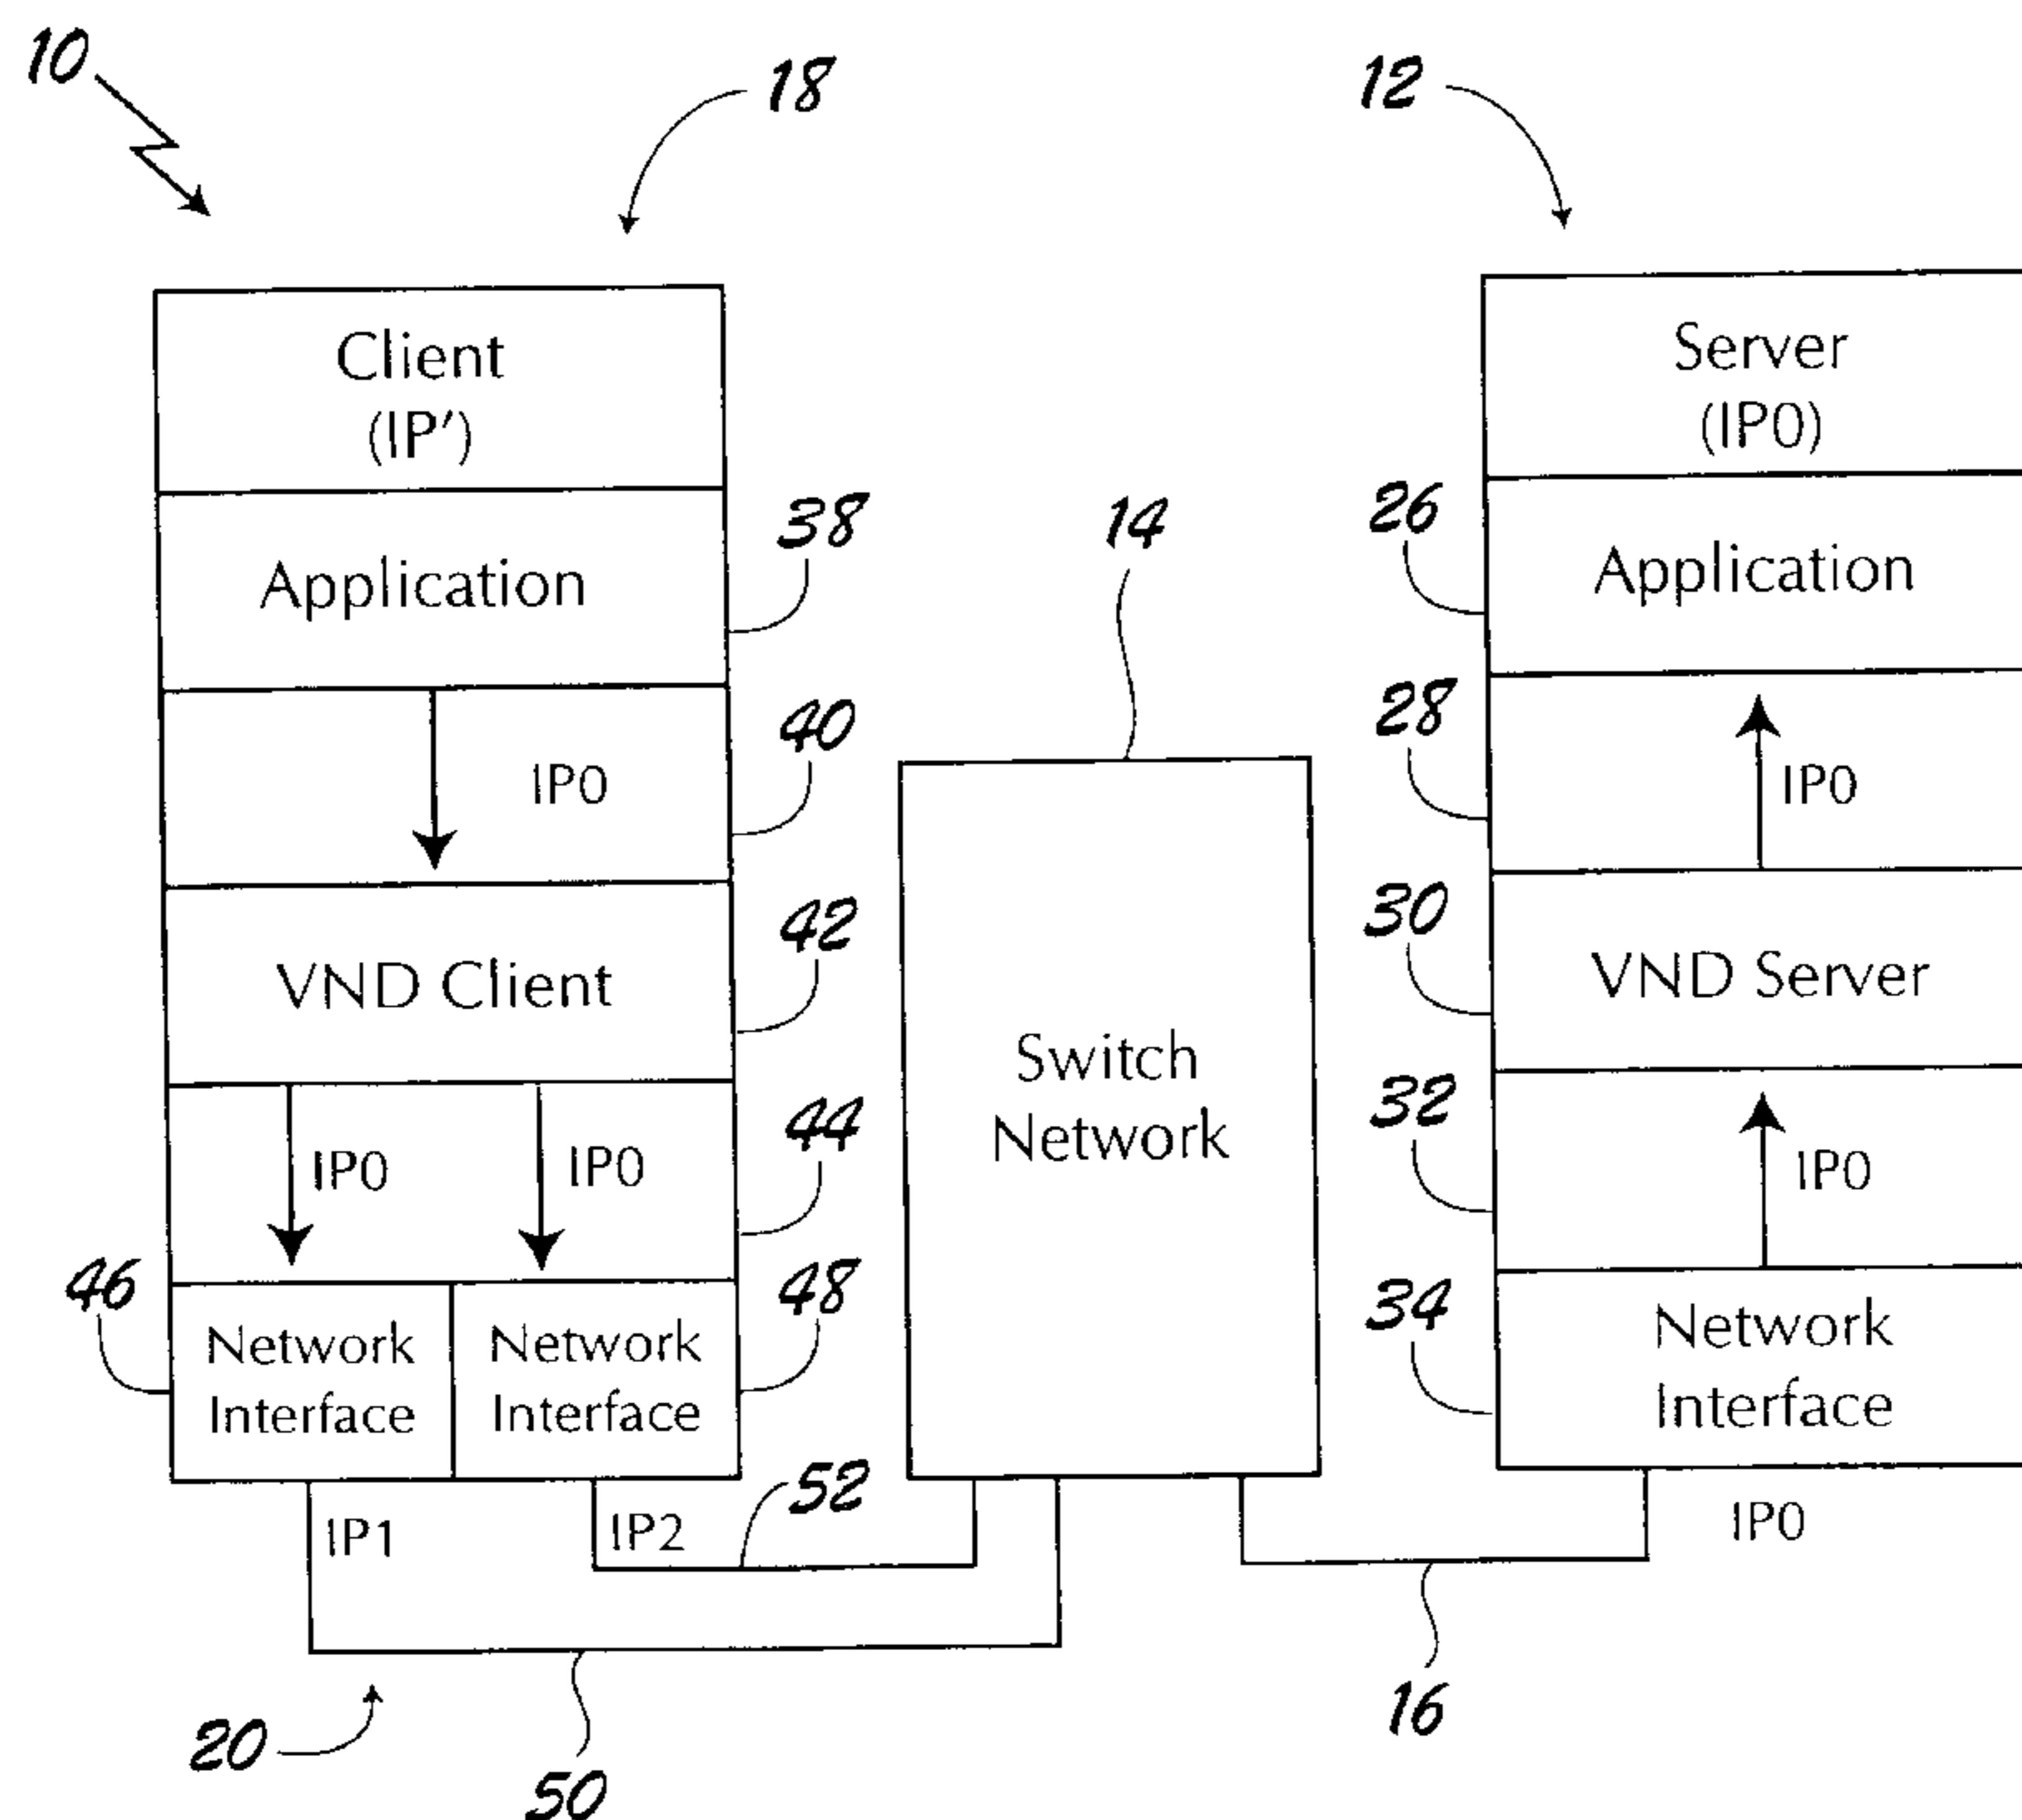 10
18
12
Client
(IP')
Server
(IP0)
38
14
26
Application
Application
40
28
IP0
IP0
42
30
VND Client
VND Server
Switch
Network
44
32
IP0
IP0
IP0
46
48
34
Network
Interface
Network
Interface
Network
Interface
52
IP1
IP2
IP0
16
20
50